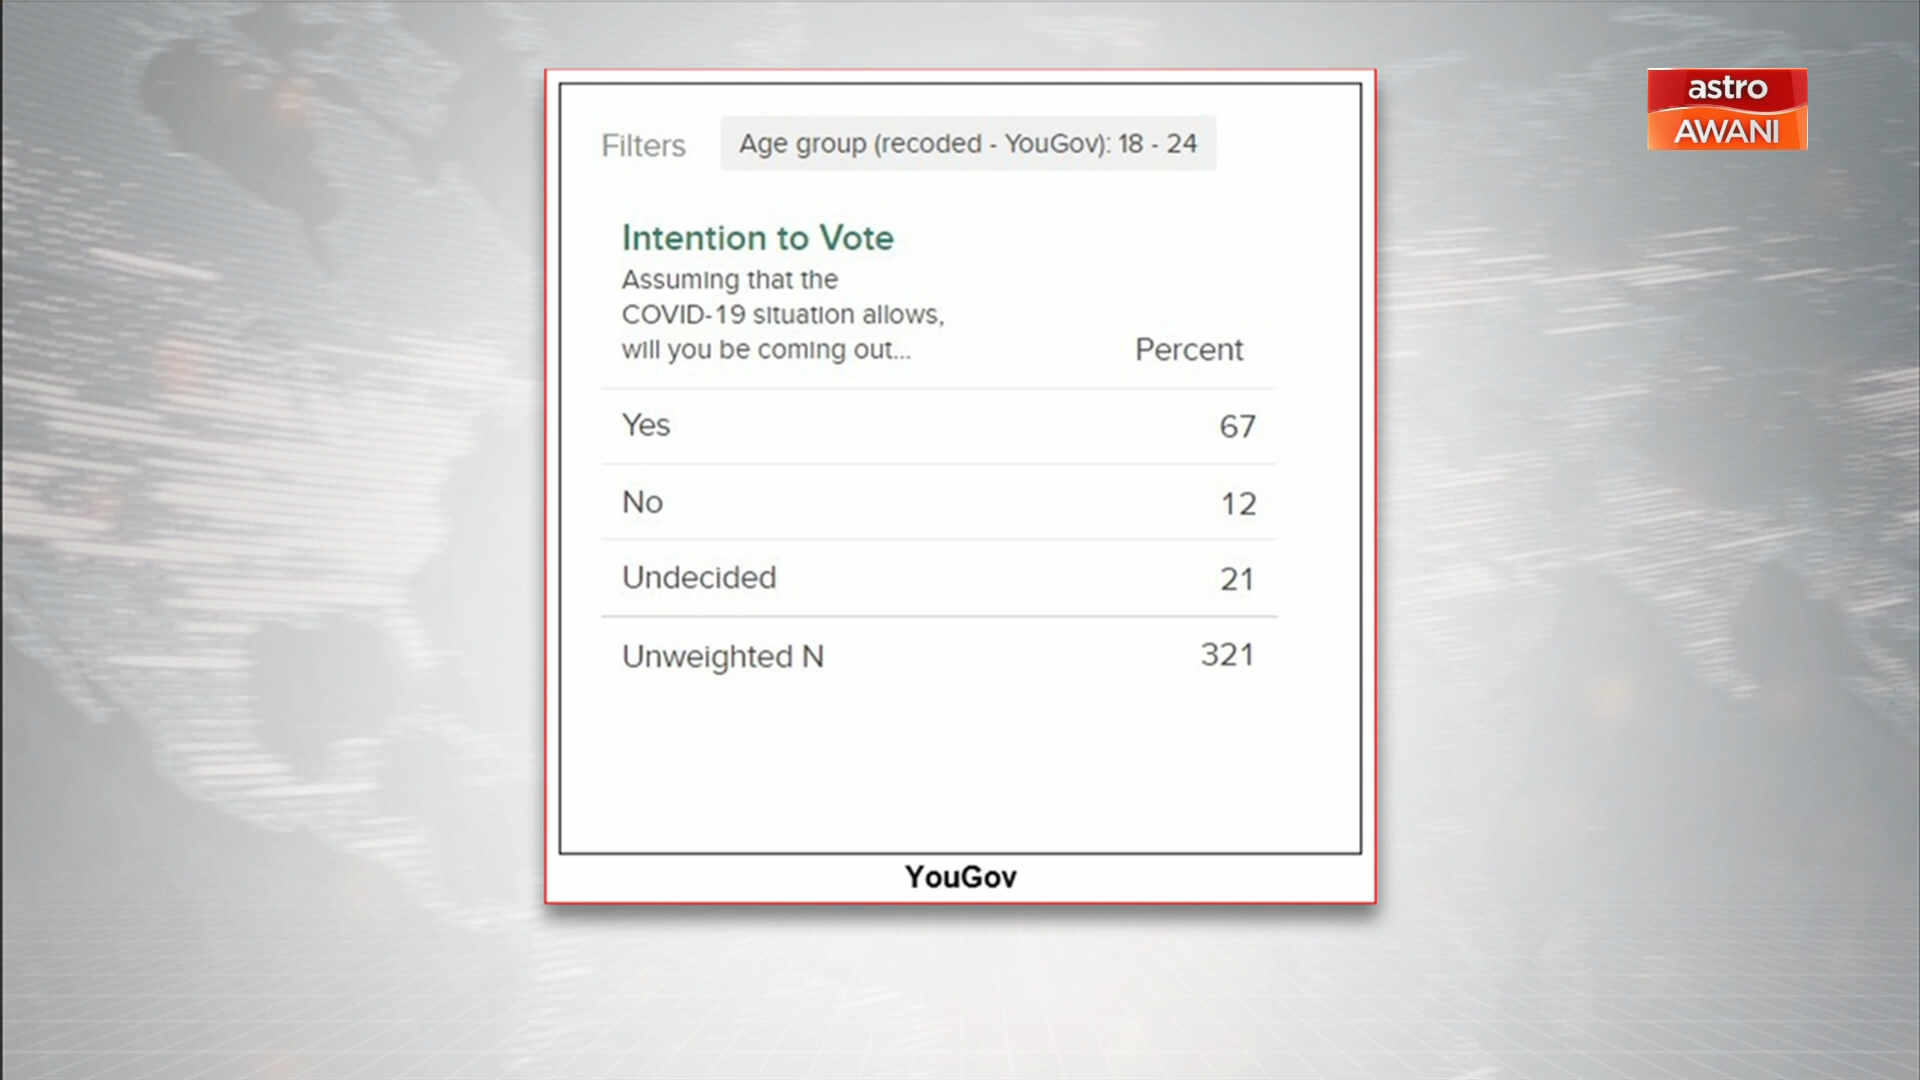 astro
AWANI
Filters
Age group (recoded - YouGov): 18 - 24
Intention to Vote
Assuming that the
COVID-19 situation allows,
will you be coming out...
Percent
Yes 67
No 12
Undecided 21
Unweighted N 321
YouGov